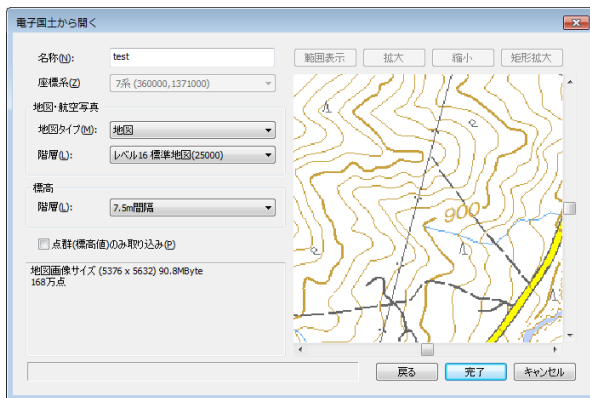 電子国土から開く
名称(N): test
範囲表示 拡大 縮小 矩形拡大
座標系(Z) 7系 (360000,1371000)
地図・航空写真
地図タイプ(M): 地図
階層(L): レベル16 標準地図(25000)
標高
階層(L): 7.5m間隔
900
点群(標高値)のみ取り込み(P)
地図画像サイズ (5376 x 5632) 90.8MByte
168万点
戻る 完了 キャンセル